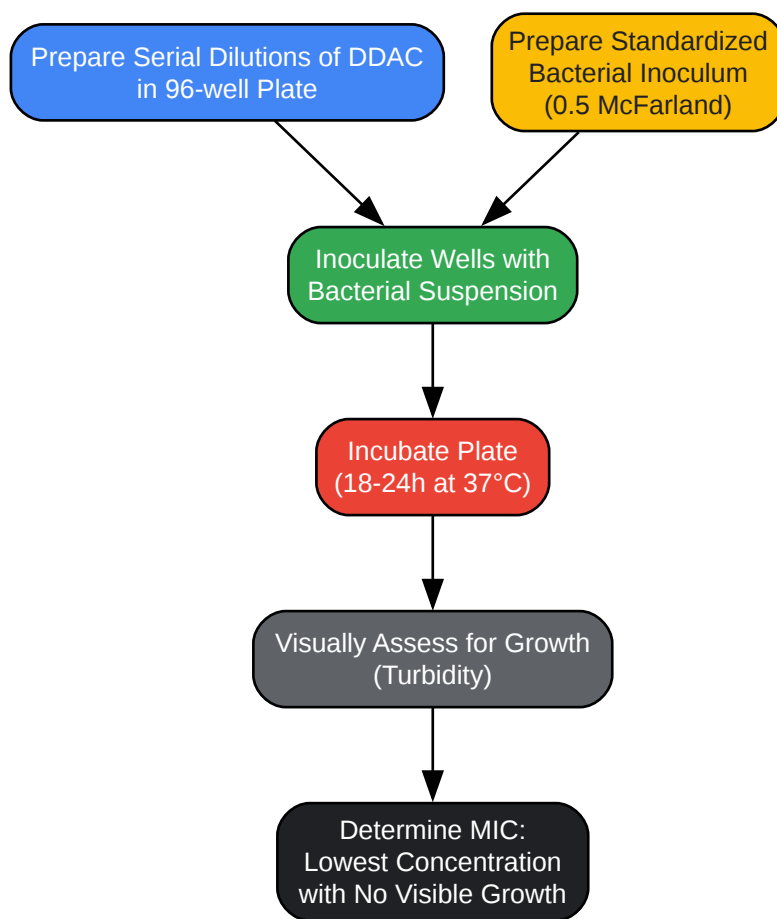 Prepare Serial Dilutions of DDAC
in 96-well Plate
Prepare Standardized
Bacterial Inoculum
(0.5 McFarland)
Inoculate Wells with
Bacterial Suspension
Incubate Plate
(18-24h at 37°C)
Visually Assess for Growth
(Turbidity)
Determine MIC:
Lowest Concentration
with No Visible Growth